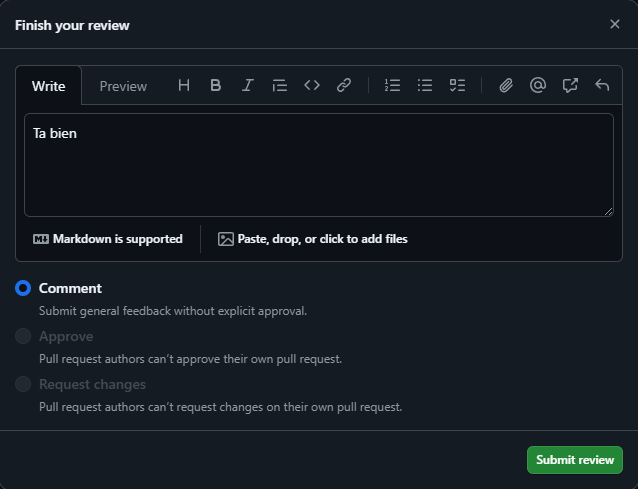 Finish your review
Write Preview H B I
Ta bien
Markdown is supported Paste, drop, or click to add files
Comment
Submit general feedback without explicit approval.
Approve
Pull request authors can't approve their own pull request.
Request changes
Pull request authors can't request changes on their own pull request.
Submit review